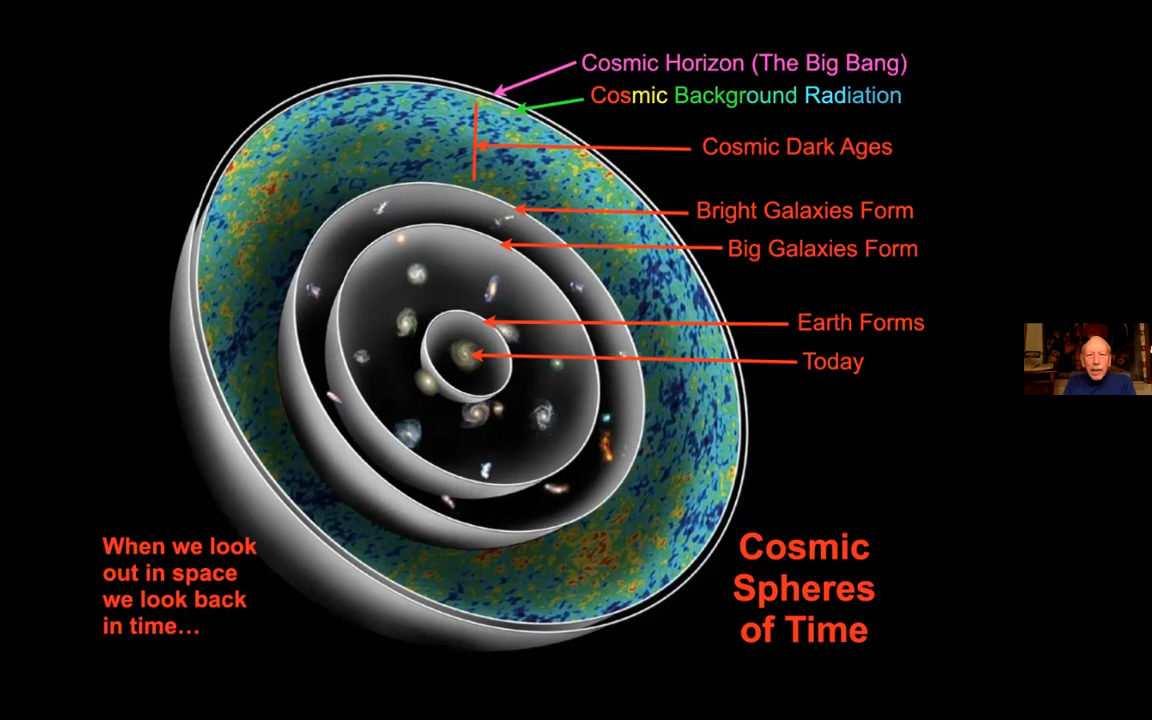 Cosmic Horizon (The Big Bang)
Cosmic Background Radiation
Cosmic Dark Ages
Bright Galaxies Form
Big Galaxies Form
Earth Forms
Today
When we look
out in space
we look back
in time…
Cosmic
Spheres
of Time